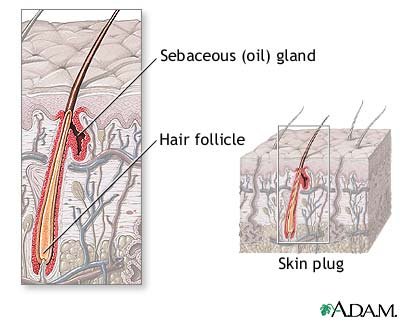 Sebaceous (oil) gland
Hair follicle
Skin plug
A.D.A.M.